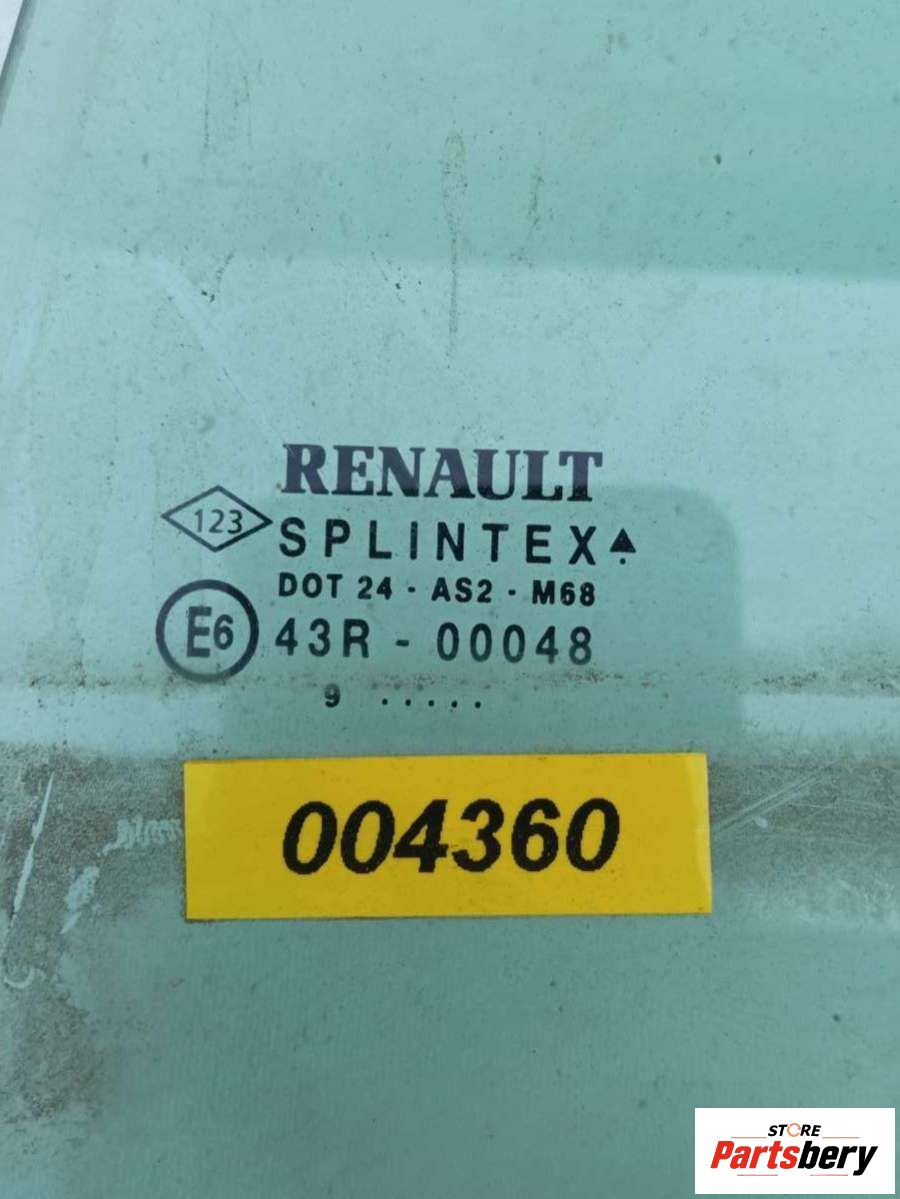 RENAULT
123
SPLINTEX
DOT 24 - AS2 - M68
E6
43R - 00048
9 .....
004360
STORE
Partsbery